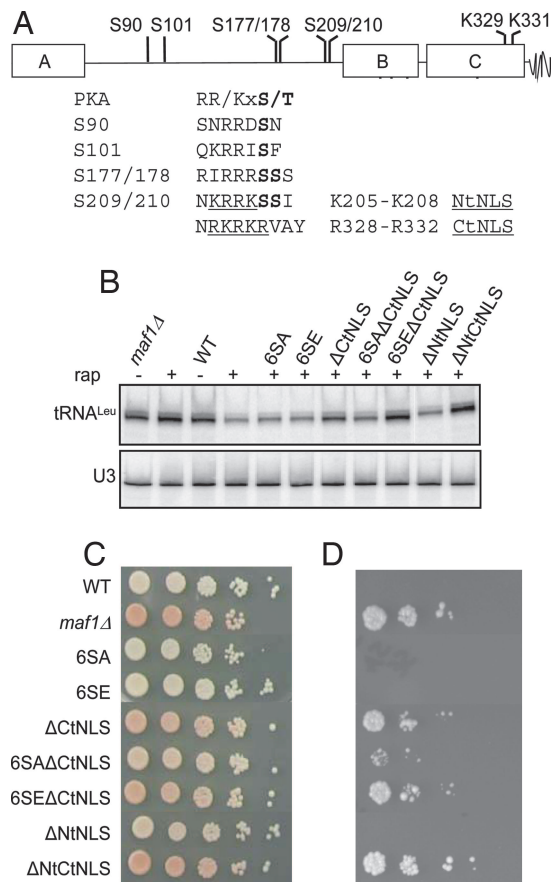 A
S90 S101 S177/178 S209/210 K329 K331
A B C
PKA RR/KxS/T
S90 SNRRDSN
S101 QKRRISF
S177/178 RIRRRSSS
S209/210 NKRRKSSI K205-K208 NtNLS
NRKRKRVAY R328-R332 CtNLS
B
maf1Δ WT 6SA 6SE ΔCtNLS 6SAΔCtNLS 6SEΔCtNLS ΔNtNLS ΔNtCtNLS
rap - + - + + + + + + + +
tRNALeu
U3
C D
WT
maf1Δ
6SA
6SE
ΔCtNLS
6SAΔCtNLS
6SEΔCtNLS
ΔNtNLS
ΔNtCtNLS